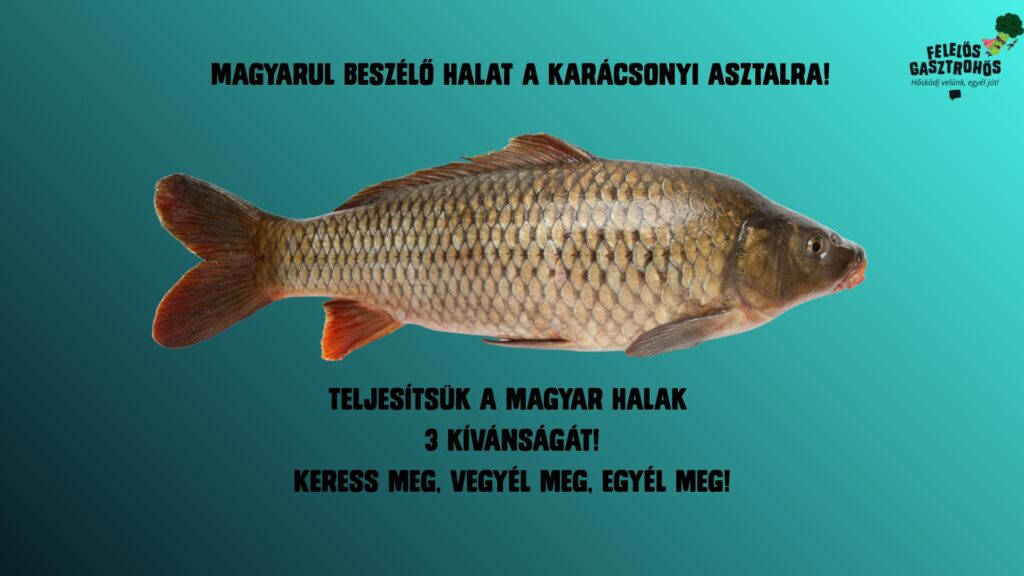 MAGYARUL BESZÉLŐ HALAT A KARÁCSONYI ASZTALRA!
FELELŐS
GASZTROHŐS
Hősködj velünk, egyél jót!
TELJESÍTSÜK A MAGYAR HALAK
3 KÍVÁNSÁGÁT!
KERESS MEG, VEGYÉL MEG, EGYÉL MEG!